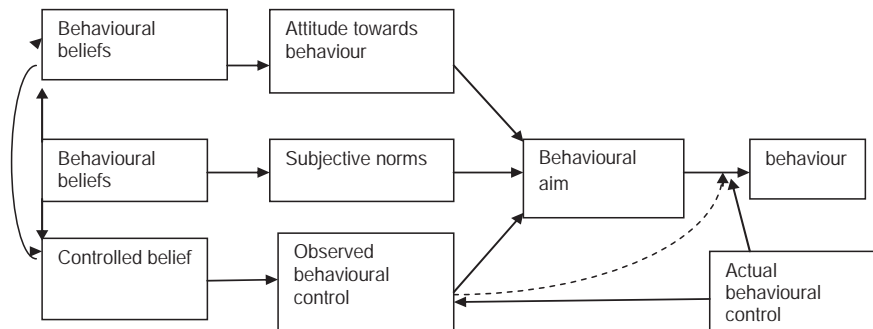 Behavioural
beliefs
Attitude towards
behaviour
Behavioural
beliefs
Subjective norms
Behavioural
aim
behaviour
Controlled belief
Observed
behavioural
control
Actual
behavioural
control